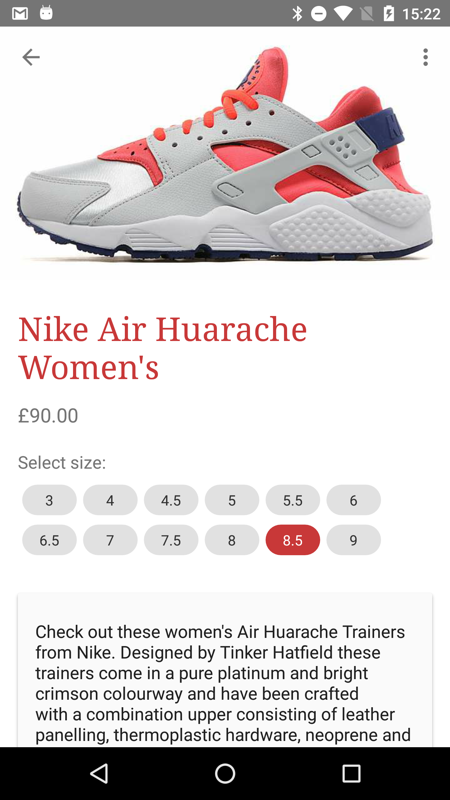 15:22
Nike Air Huarache
Women's
£90.00
Select size:
3 4 4.5 5 5.5 6
6.5 7 7.5 8 8.5 9
Check out these women's Air Huarache Trainers
from Nike. Designed by Tinker Hatfield these
trainers come in a pure platinum and bright
crimson colourway and have been crafted
with a combination upper consisting of leather
panelling, thermoplastic hardware, neoprene and